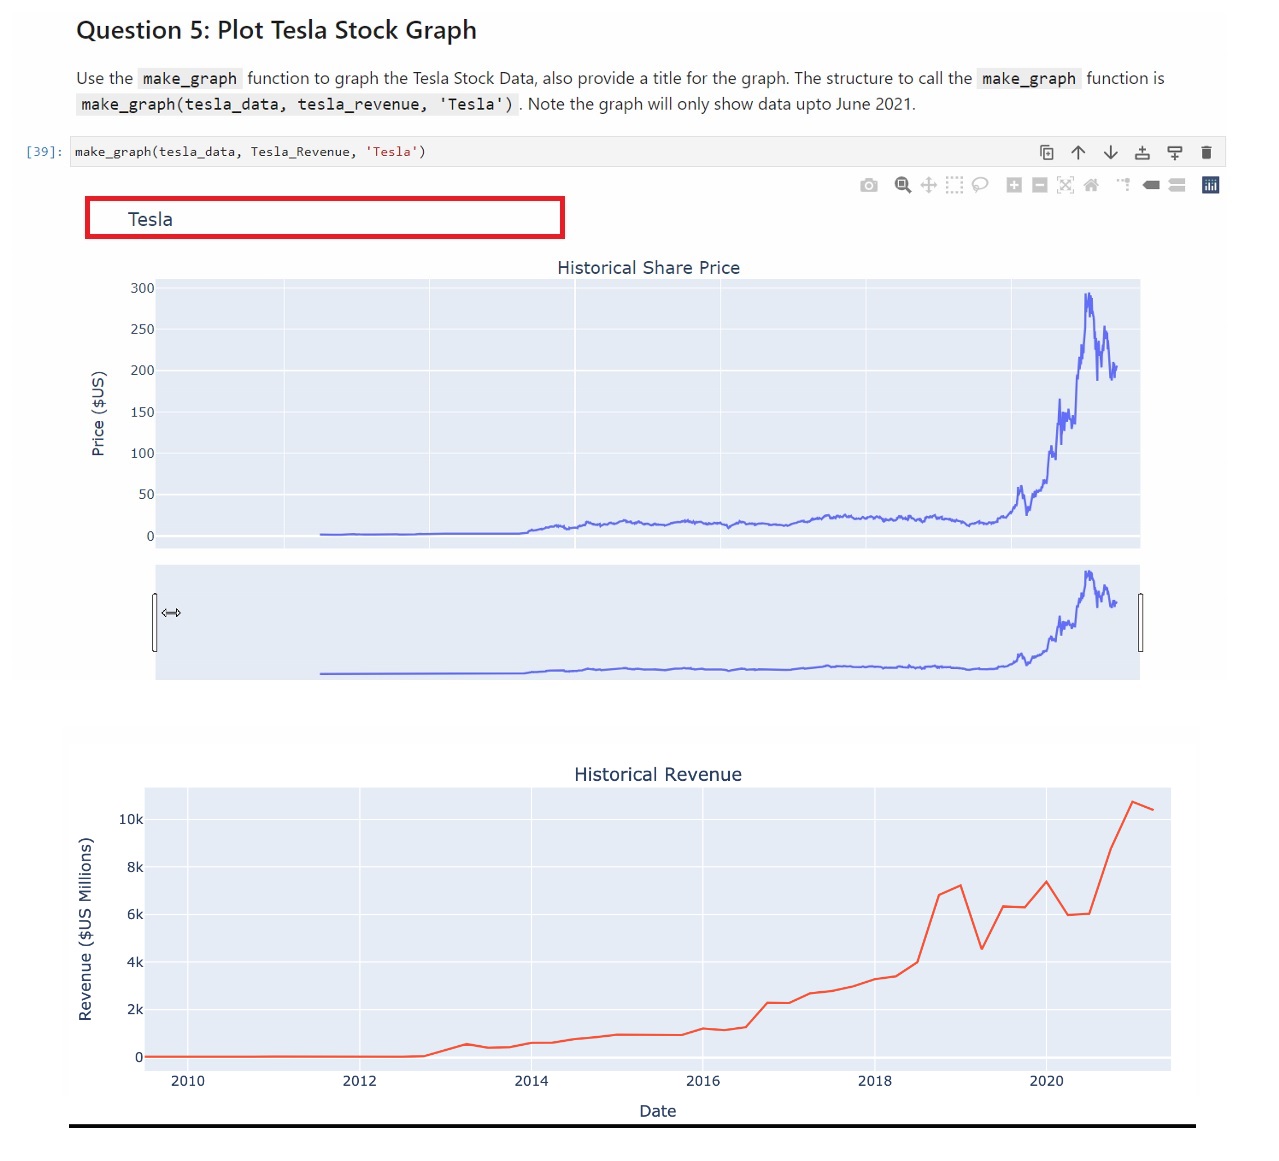 Question 5: Plot Tesla Stock Graph
Use the make_graph function to graph the Tesla Stock Data, also provide a title for the graph. The structure to call the make_graph function is
make_graph(tesla_data, tesla_revenue, 'Tesla') . Note the graph will only show data upto June 2021.
[39]: make_graph(tesla_data, Tesla_Revenue, 'Tesla')
Tesla
Historical Share Price
300
250
200
150
100
50
0
Price ($US)
Historical Revenue
10k
8k
6k
4k
2k
0
Revenue ($US Millions)
2010 2012 2014 2016 2018 2020
Date